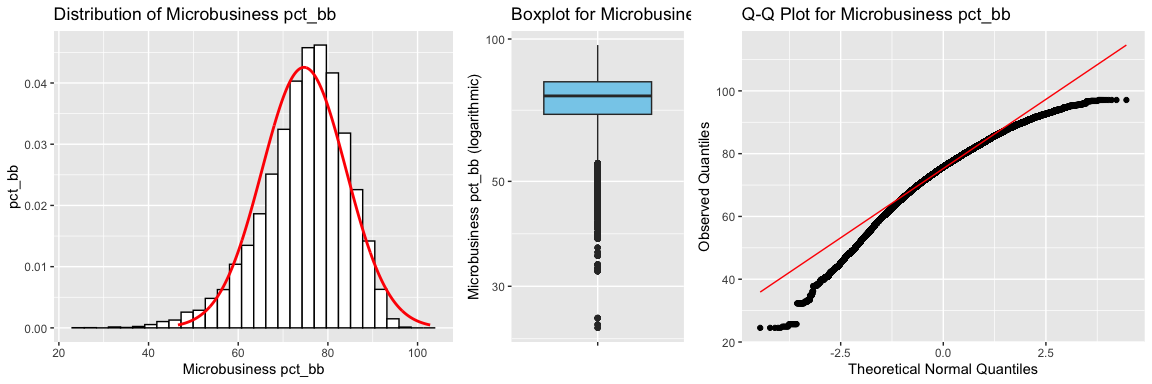 Distribution of Microbusiness pct_bb
pct_bb
0.04
0.03
0.02
0.01
0.00
20
40
60
80
100
Microbusiness pct_bb
Boxplot for Microbusine
Microbusiness pct_bb (logarithmic)
100
50
30
Q-Q Plot for Microbusiness pct_bb
Observed Quantiles
100
80
60
40
20
-2.5
0.0
2.5
Theoretical Normal Quantiles